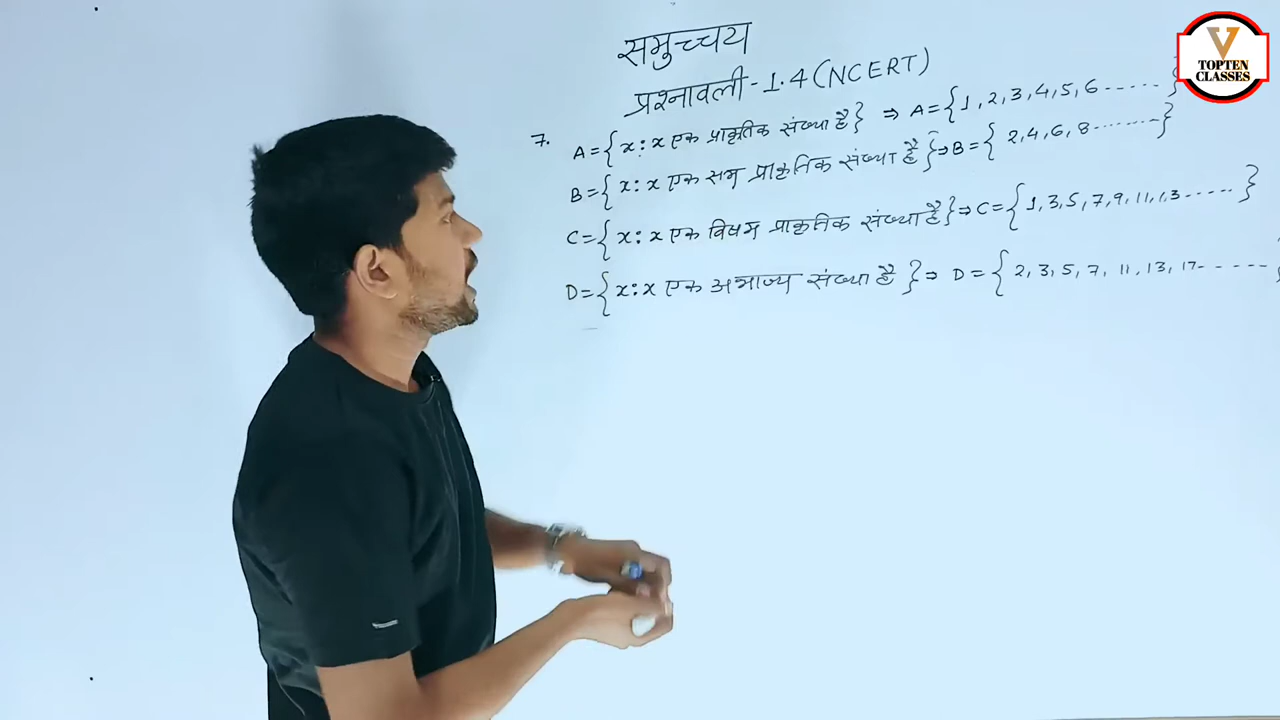 समुच्चय
प्रश्नावली-1.4 (NCERT)
7. A={x:x एक प्राकृतिक संख्या है} ⇒ A={1,2,3,4,5,6......}
B={x:x एक सम प्राकृतिक संख्या है}⇒B={2,4,6,8........}
C={x:x एक विषम प्राकृतिक संख्या है}⇒C={1,3,5,7,9,11,13......}
D={x:x एक अभाज्य संख्या है}⇒ D={2,3,5,7,11,13,17------}
V
TOPTEN
CLASSES